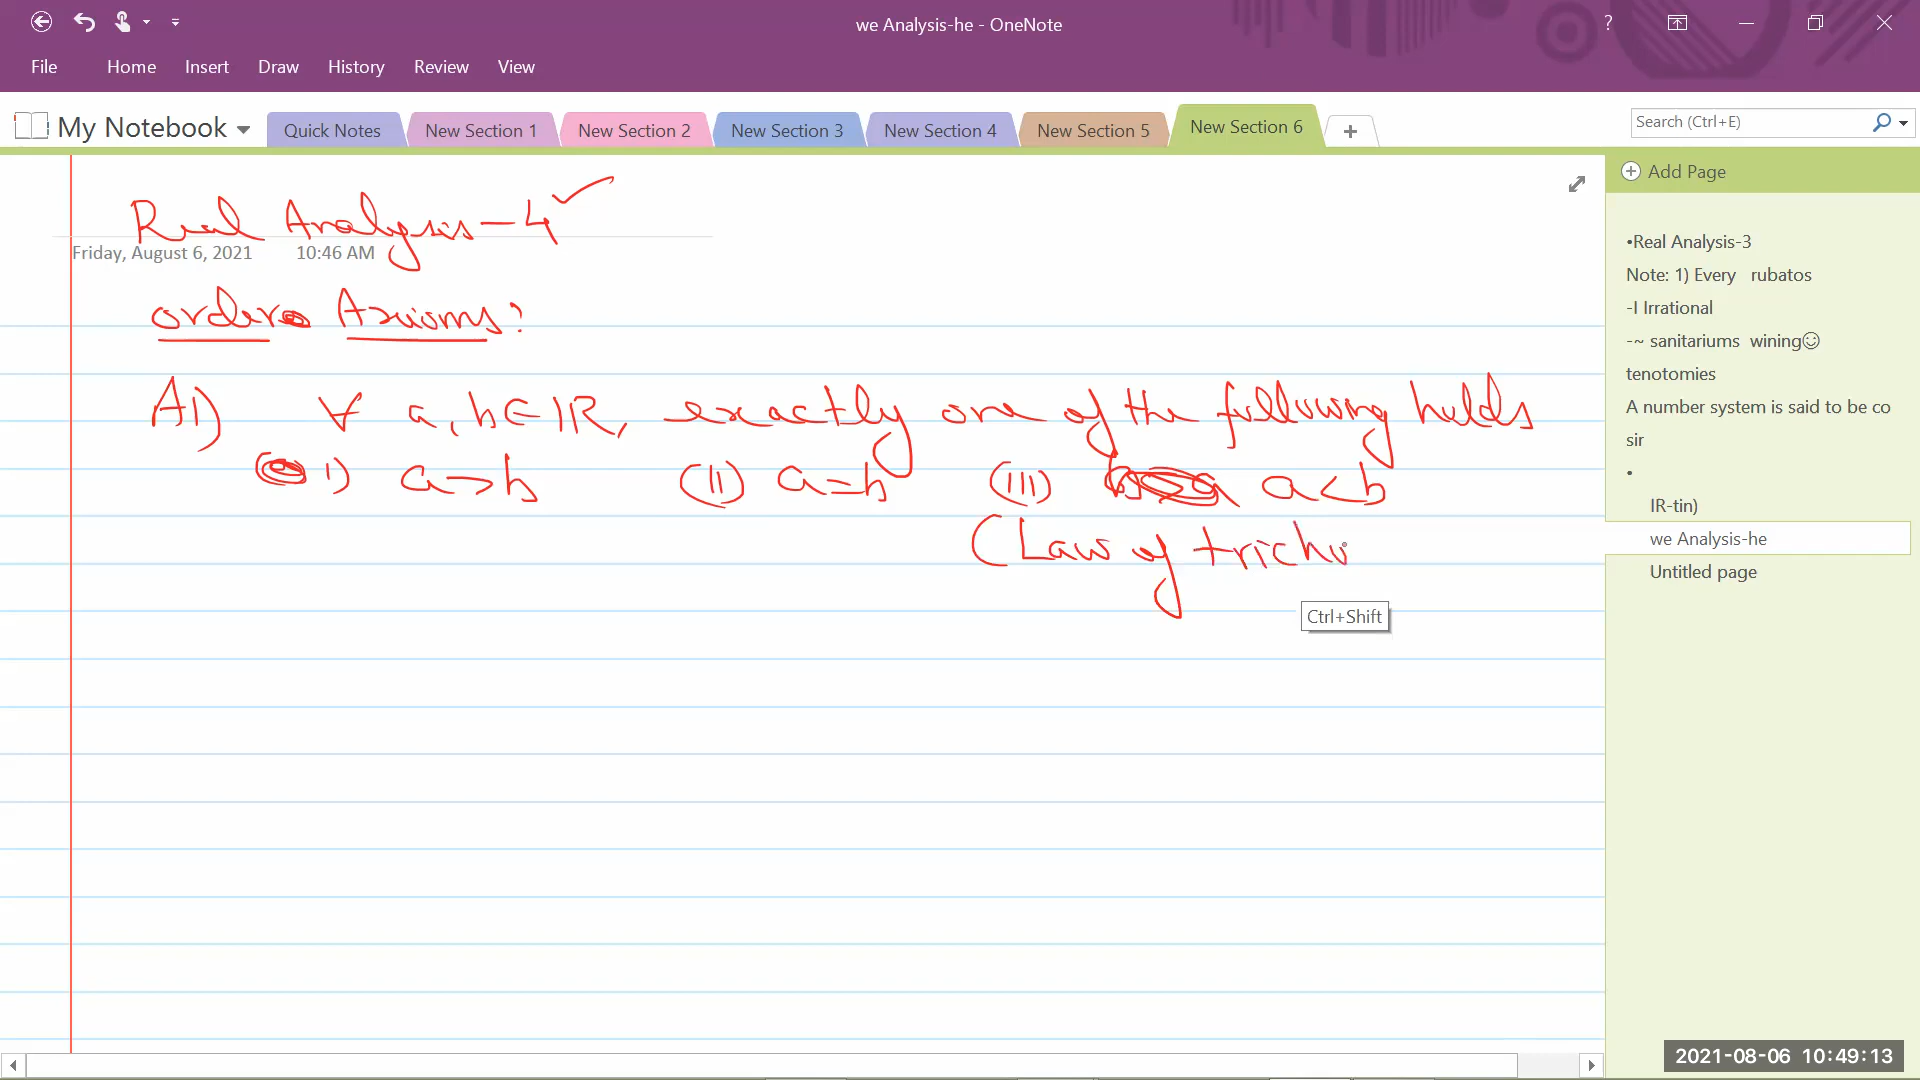 we Analysis-he - OneNote
?
File Home Insert Draw History Review View
My Notebook Quick Notes New Section 1 New Section 2 New Section 3 New Section 4 New Section 5 New Section 6 +
Search (Ctrl+E)
Real Analysis-4
Friday, August 6, 2021 10:46 AM
order Axioms:
A1) ∀ a, b ∈ IR, exactly one of the following holds
i) a > b (II) a = b (III) a < b
(Law of tricho
Ctrl+Shift
Add Page
•Real Analysis-3
Note: 1) Every rubatos
-I Irrational
-~ sanitariums wining☺
tenotomies
A number system is said to be co
sir
•
IR-tin)
we Analysis-he
Untitled page
2021-08-06 10:49:13